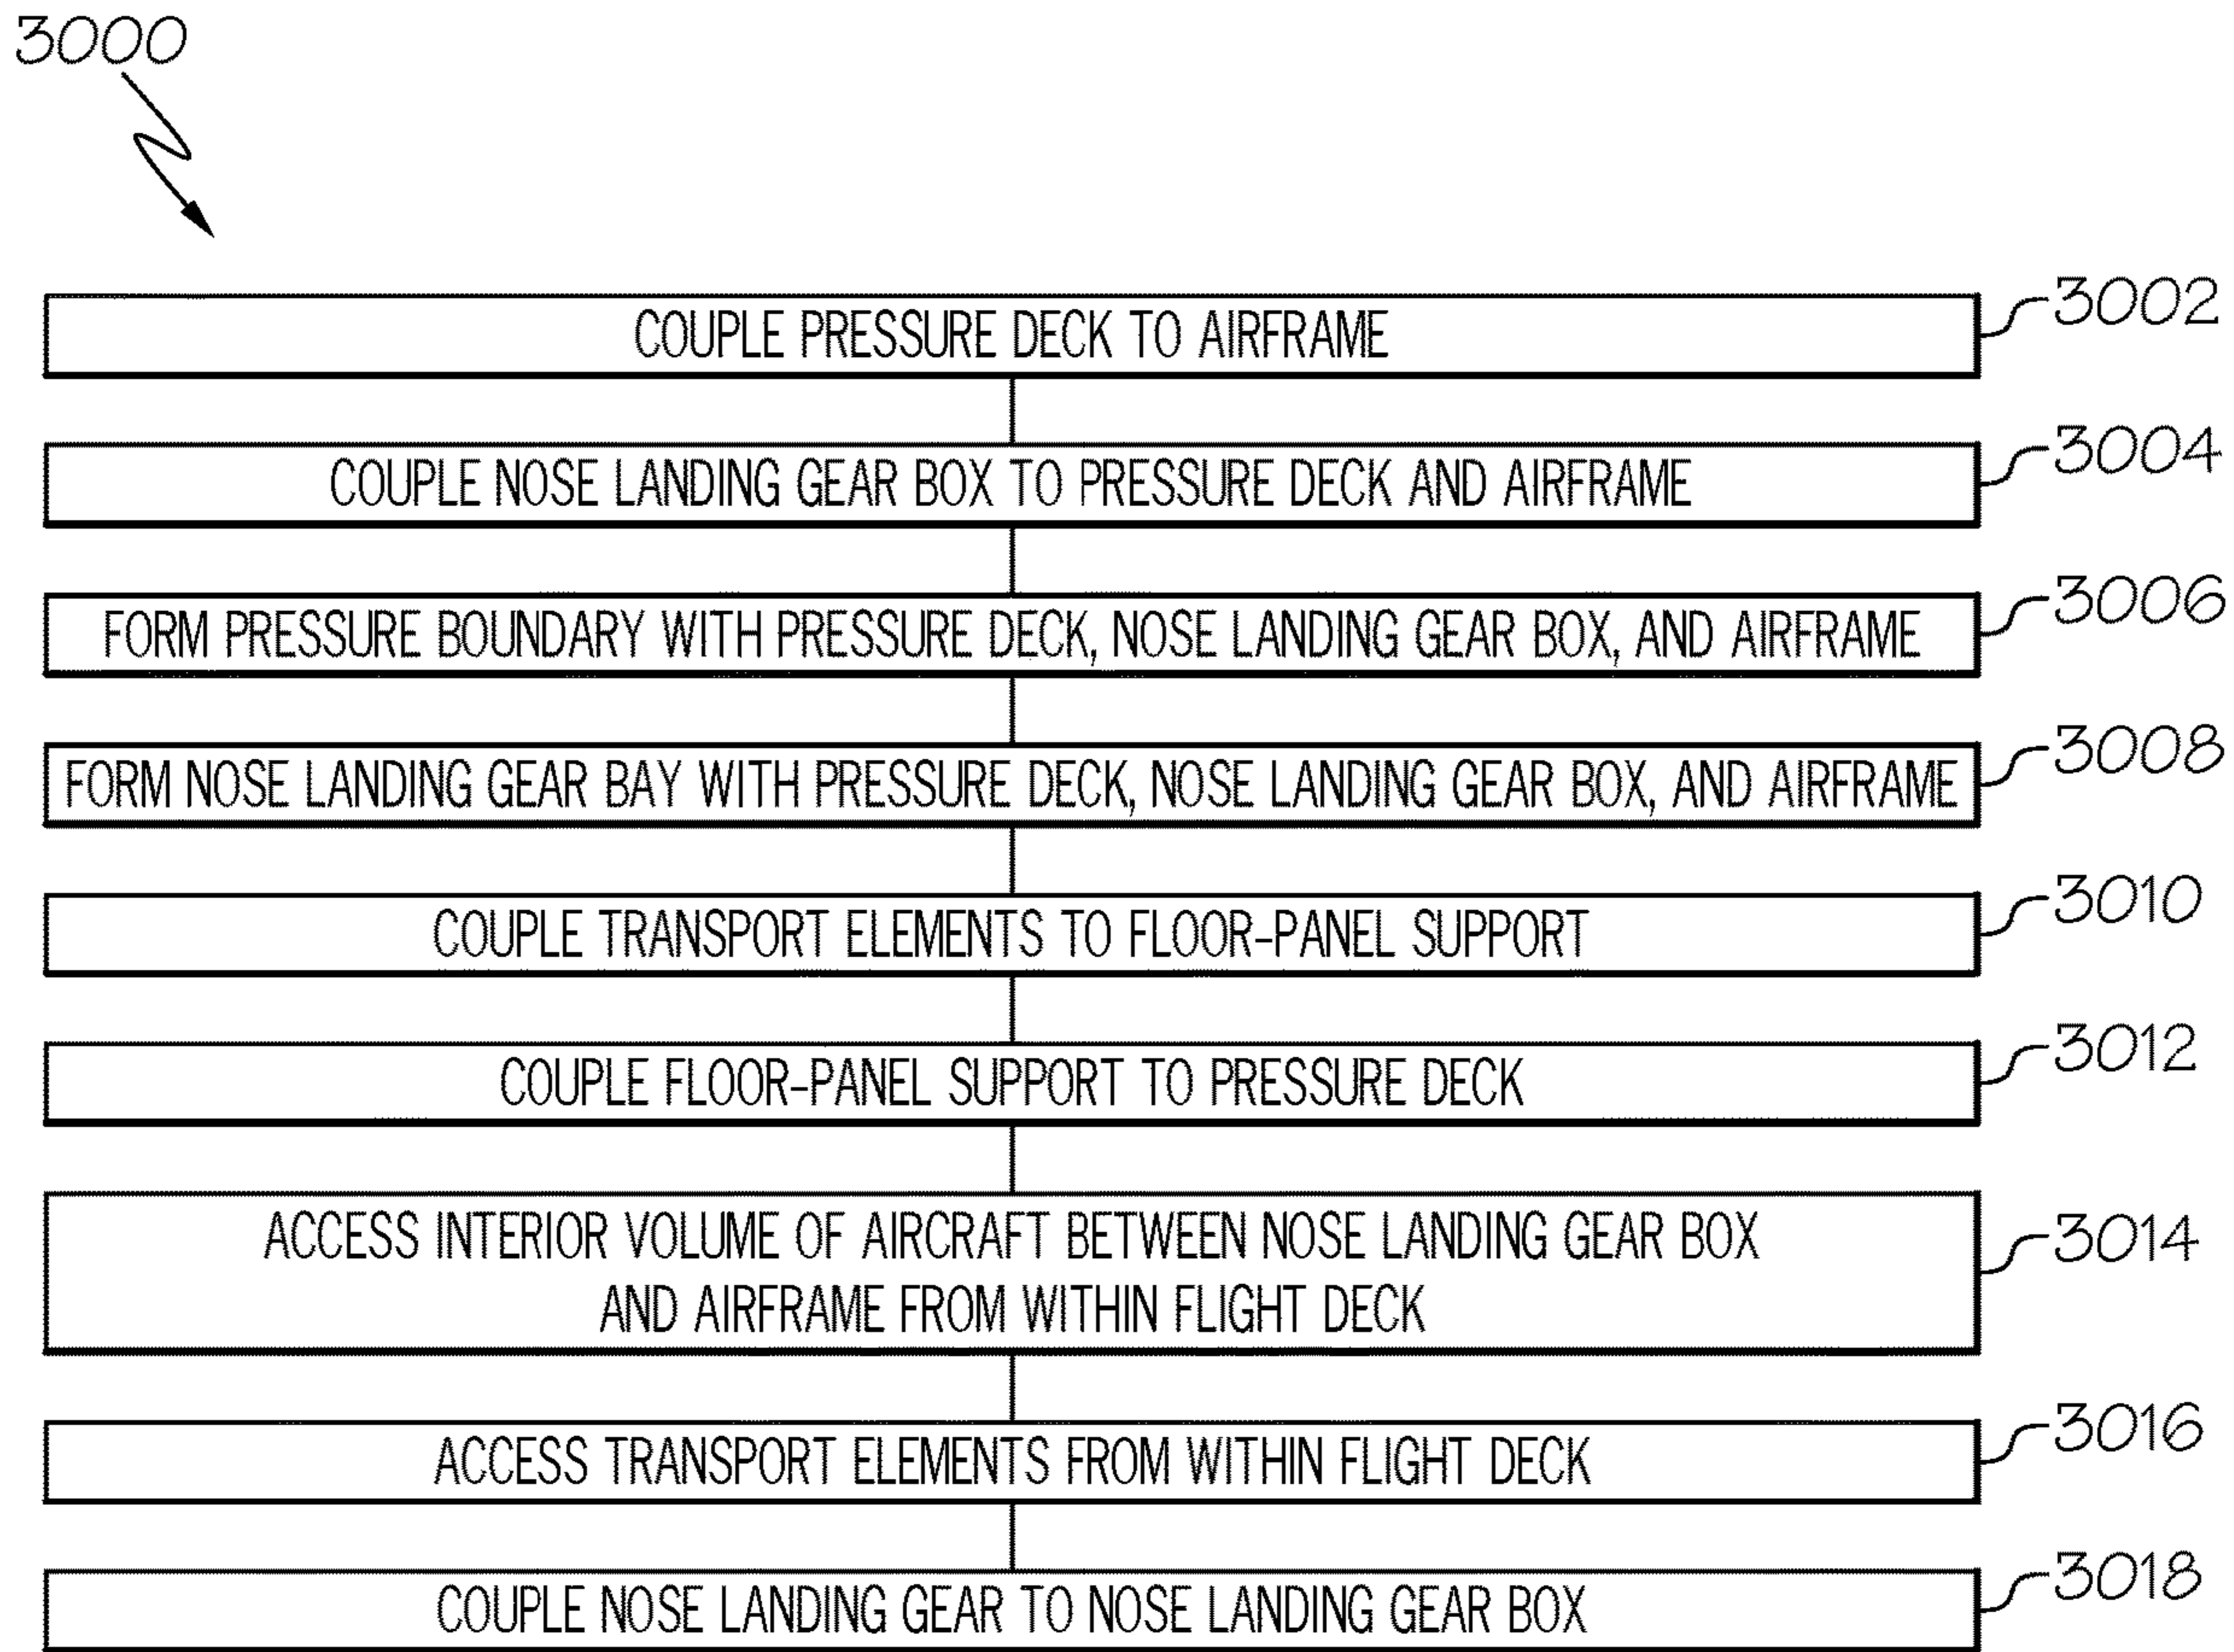 3000
COUPLE PRESSURE DECK TO AIRFRAME 3002
COUPLE NOSE LANDING GEAR BOX TO PRESSURE DECK AND AIRFRAME 3004
FORM PRESSURE BOUNDARY WITH PRESSURE DECK, NOSE LANDING GEAR BOX, AND AIRFRAME 3006
FORM NOSE LANDING GEAR BAY WITH PRESSURE DECK, NOSE LANDING GEAR BOX, AND AIRFRAME 3008
COUPLE TRANSPORT ELEMENTS TO FLOOR-PANEL SUPPORT 3010
COUPLE FLOOR-PANEL SUPPORT TO PRESSURE DECK 3012
ACCESS INTERIOR VOLUME OF AIRCRAFT BETWEEN NOSE LANDING GEAR BOX 3014
AND AIRFRAME FROM WITHIN FLIGHT DECK
ACCESS TRANSPORT ELEMENTS FROM WITHIN FLIGHT DECK 3016
COUPLE NOSE LANDING GEAR TO NOSE LANDING GEAR BOX 3018